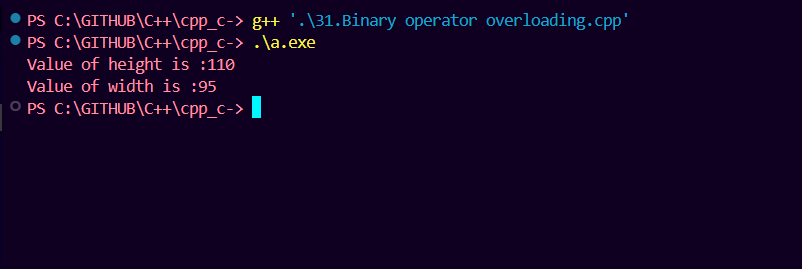 PS C:\GITHUB\C++\cpp_c-> g++ '.\31.Binary operator overloading.cpp'
PS C:\GITHUB\C++\cpp_c-> .\a.exe
Value of height is :110
Value of width is :95
PS C:\GITHUB\C++\cpp_c->